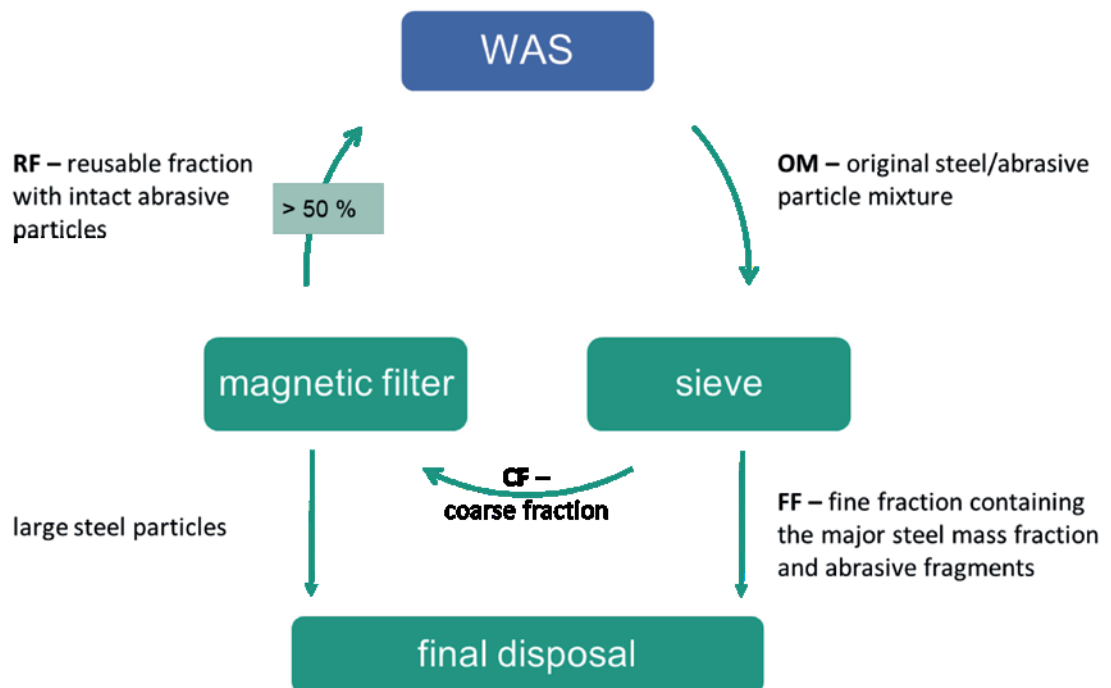 WAS
RF – reusable fraction
with intact abrasive
particles
> 50 %
OM – original steel/abrasive
particle mixture
magnetic filter
sieve
CF –
coarse fraction
large steel particles
FF – fine fraction containing
the major steel mass fraction
and abrasive fragments
final disposal